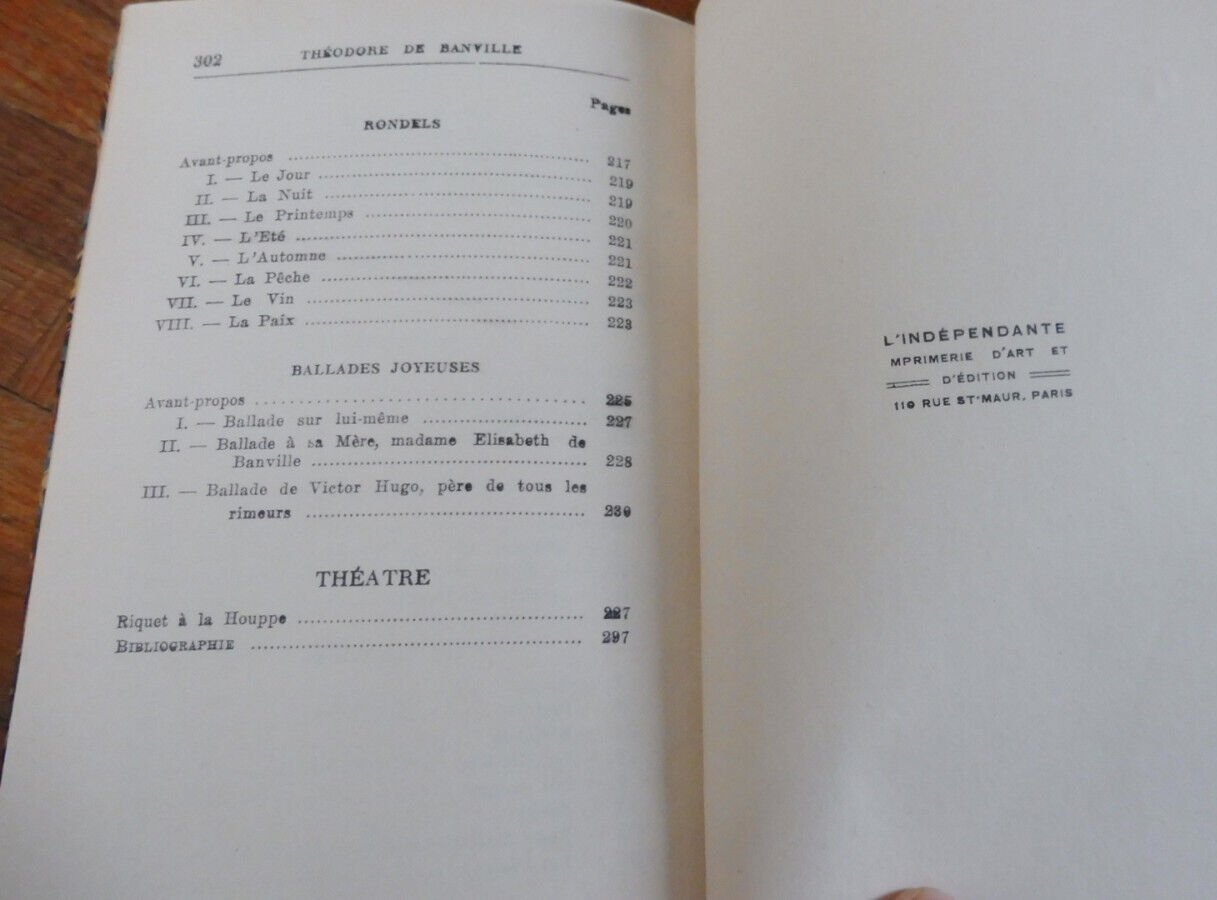 302 THÉODORE DE BANVILLE
Pages
RONDELS
Avant-propos ........ 217
I. — Le Jour ........ 219
II. — La Nuit ........ 219
III. — Le Printemps ........ 220
IV. — L'Eté ........ 221
V. — L'Automne ........ 221
VI. — La Pêche ........ 222
VII. — Le Vin ........ 223
VIII. — La Paix ........ 223
BALLADES JOYEUSES
Avant-propos ........ 225
I. — Ballade sur lui-même ........ 227
II. — Ballade à sa Mère, madame Elisabeth de
Banville ........ 228
III. — Ballade de Victor Hugo, père de tous les
rimeurs ........ 230
THÉATRE
Riquet à la Houppe ........ 227
BIBLIOGRAPHIE ........ 297
L'INDÉPENDANTE
MPRIMERIE D'ART ET
D'ÉDITION
110 RUE ST-MAUR, PARIS